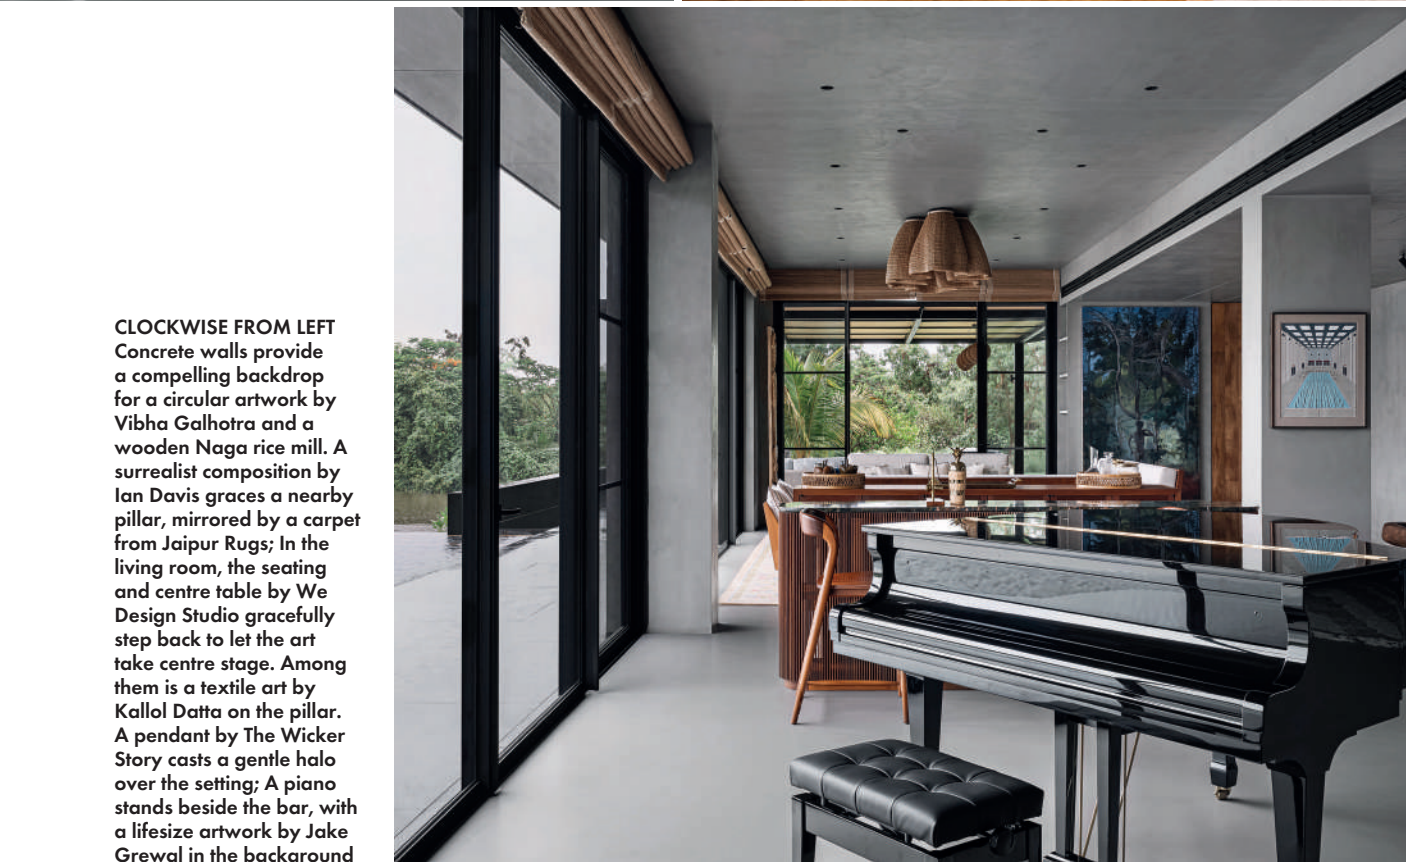 CLOCKWISE FROM LEFT
Concrete walls provide
a compelling backdrop
for a circular artwork by
Vibha Galhotra and a
wooden Naga rice mill. A
surrealist composition by
Ian Davis graces a nearby
pillar, mirrored by a carpet
from Jaipur Rugs; In the
living room, the seating
and centre table by We
Design Studio gracefully
step back to let the art
take centre stage. Among
them is a textile art by
Kallol Datta on the pillar.
A pendant by The Wicker
Story casts a gentle halo
over the setting; A piano
stands beside the bar, with
a lifesize artwork by Jake
Grewal in the background